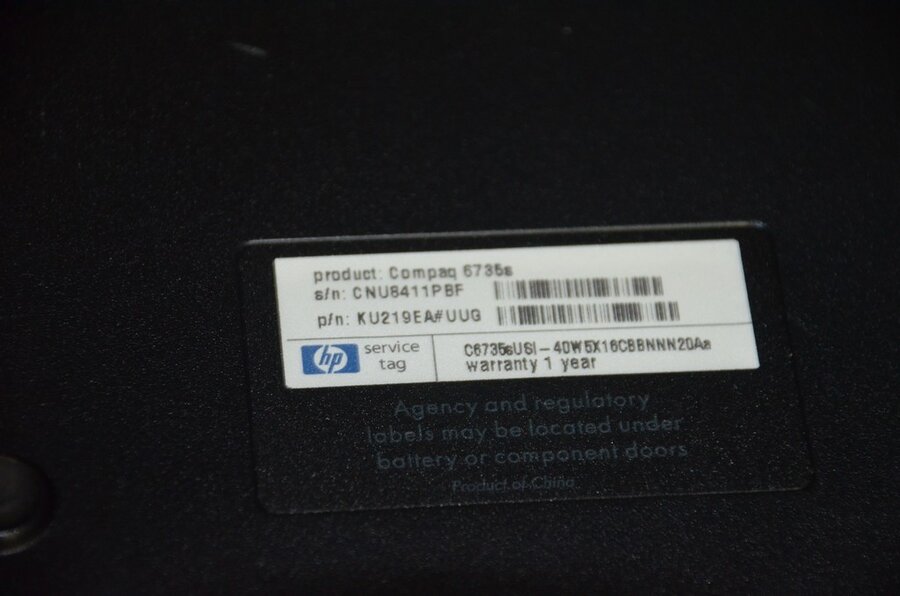 product: Compaq 6735s
s/n: CNU8411PBF
p/n: KU219EA#UUG
hp
service
tag
C6735sUSI-40W5X16CBBNNN20Aa
warranty 1 year
Agency and regulatory
labels may be located under
battery or component doors
Product of China